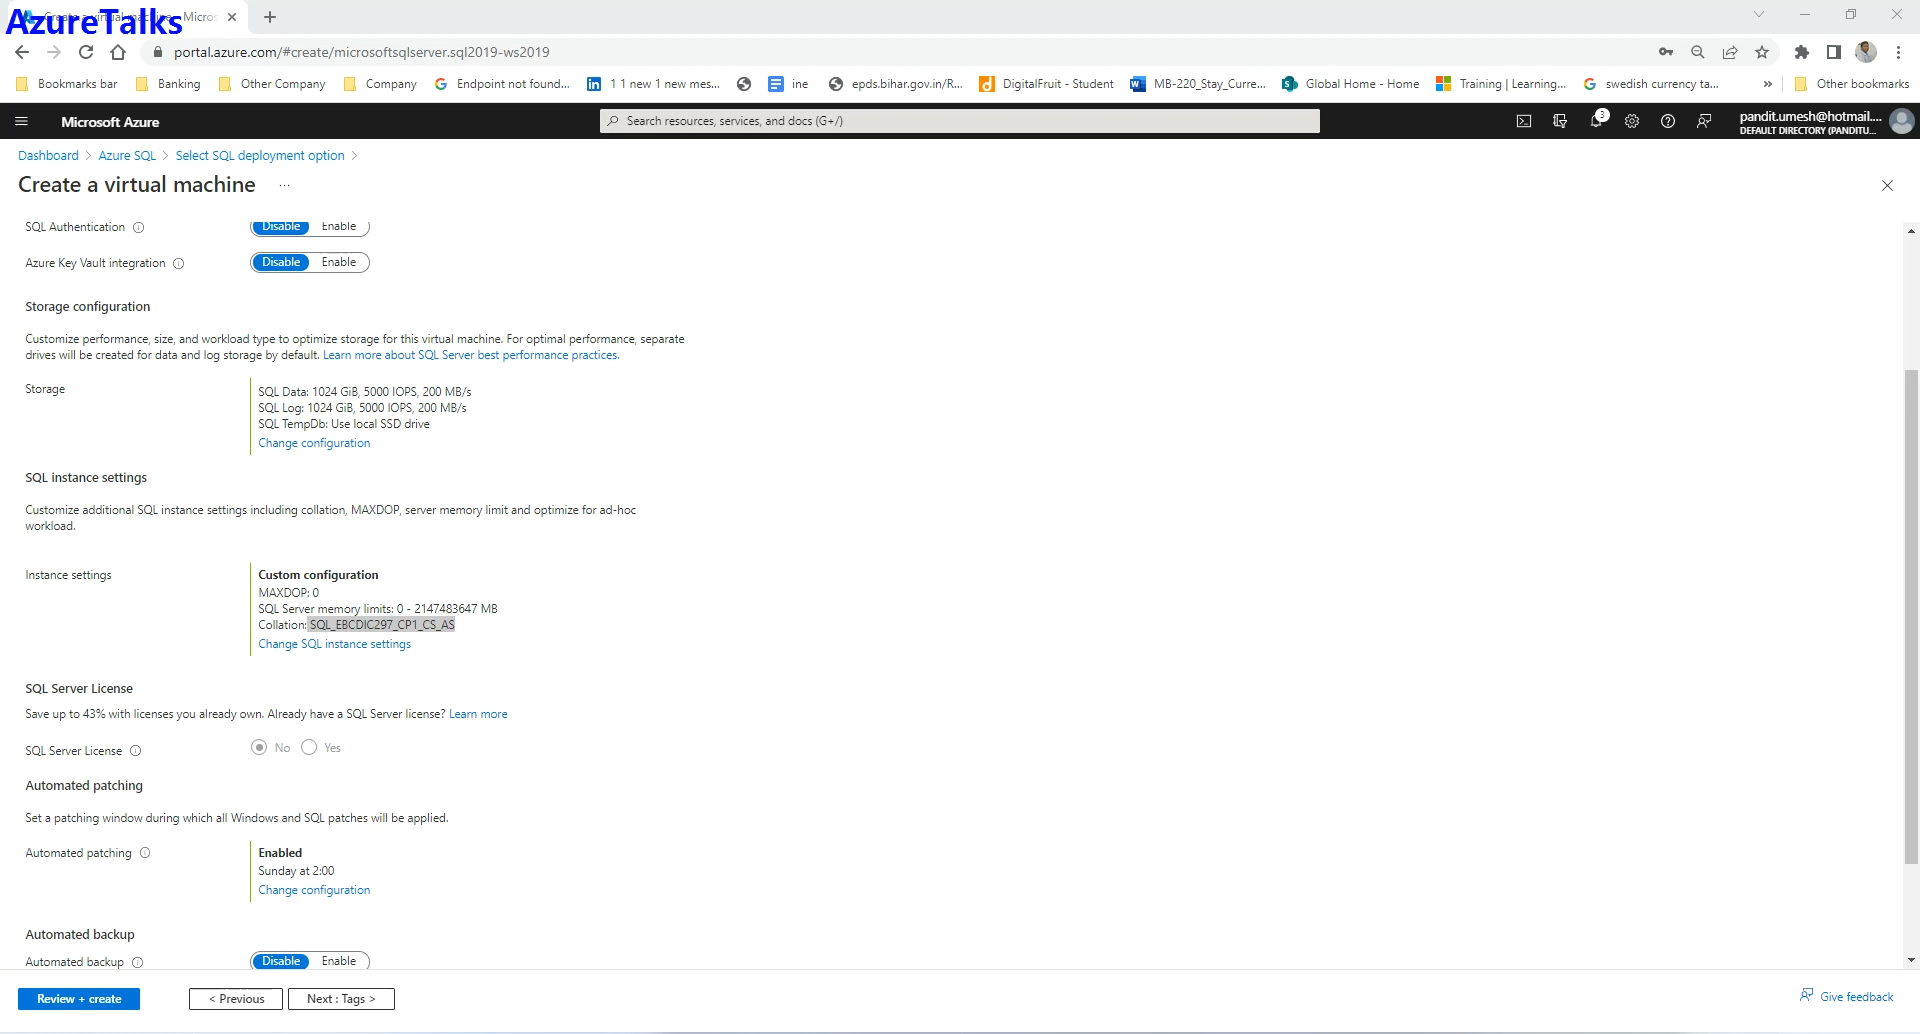 AzureTalks
portal.azure.com/#create/microsoftsqlserver.sql2019-ws2019
Bookmarks bar
Banking
Other Company
Company
Endpoint not found...
1 1 new 1 new mes...
ine
epds.bihar.gov.in/R...
DigitalFruit - Student
MB-220_Stay_Curre...
Global Home - Home
Training | Learning...
swedish currency ta...
»
Other bookmarks
Microsoft Azure
Search resources, services, and docs (G+/)
3
pandit.umesh@hotmail....
DEFAULT DIRECTORY (PANDITU...
Dashboard > Azure SQL > Select SQL deployment option >
Create a virtual machine ...
SQL Authentication
Disable Enable
Azure Key Vault integration
Disable Enable
Storage configuration
Customize performance, size, and workload type to optimize storage for this virtual machine. For optimal performance, separate
drives will be created for data and log storage by default. Learn more about SQL Server best performance practices.
Storage
SQL Data: 1024 GiB, 5000 IOPS, 200 MB/s
SQL Log: 1024 GiB, 5000 IOPS, 200 MB/s
SQL TempDb: Use local SSD drive
Change configuration
SQL instance settings
Customize additional SQL instance settings including collation, MAXDOP, server memory limit and optimize for ad-hoc
workload.
Instance settings
Custom configuration
MAXDOP: 0
SQL Server memory limits: 0 - 2147483647 MB
Collation: SQL_EBCDIC297_CP1_CS_AS
Change SQL instance settings
SQL Server License
Save up to 43% with licenses you already own. Already have a SQL Server license? Learn more
SQL Server License
No Yes
Automated patching
Set a patching window during which all Windows and SQL patches will be applied.
Automated patching
Enabled
Sunday at 2:00
Change configuration
Automated backup
Automated backup
Disable Enable
Review + create
< Previous
Next : Tags >
Give feedback